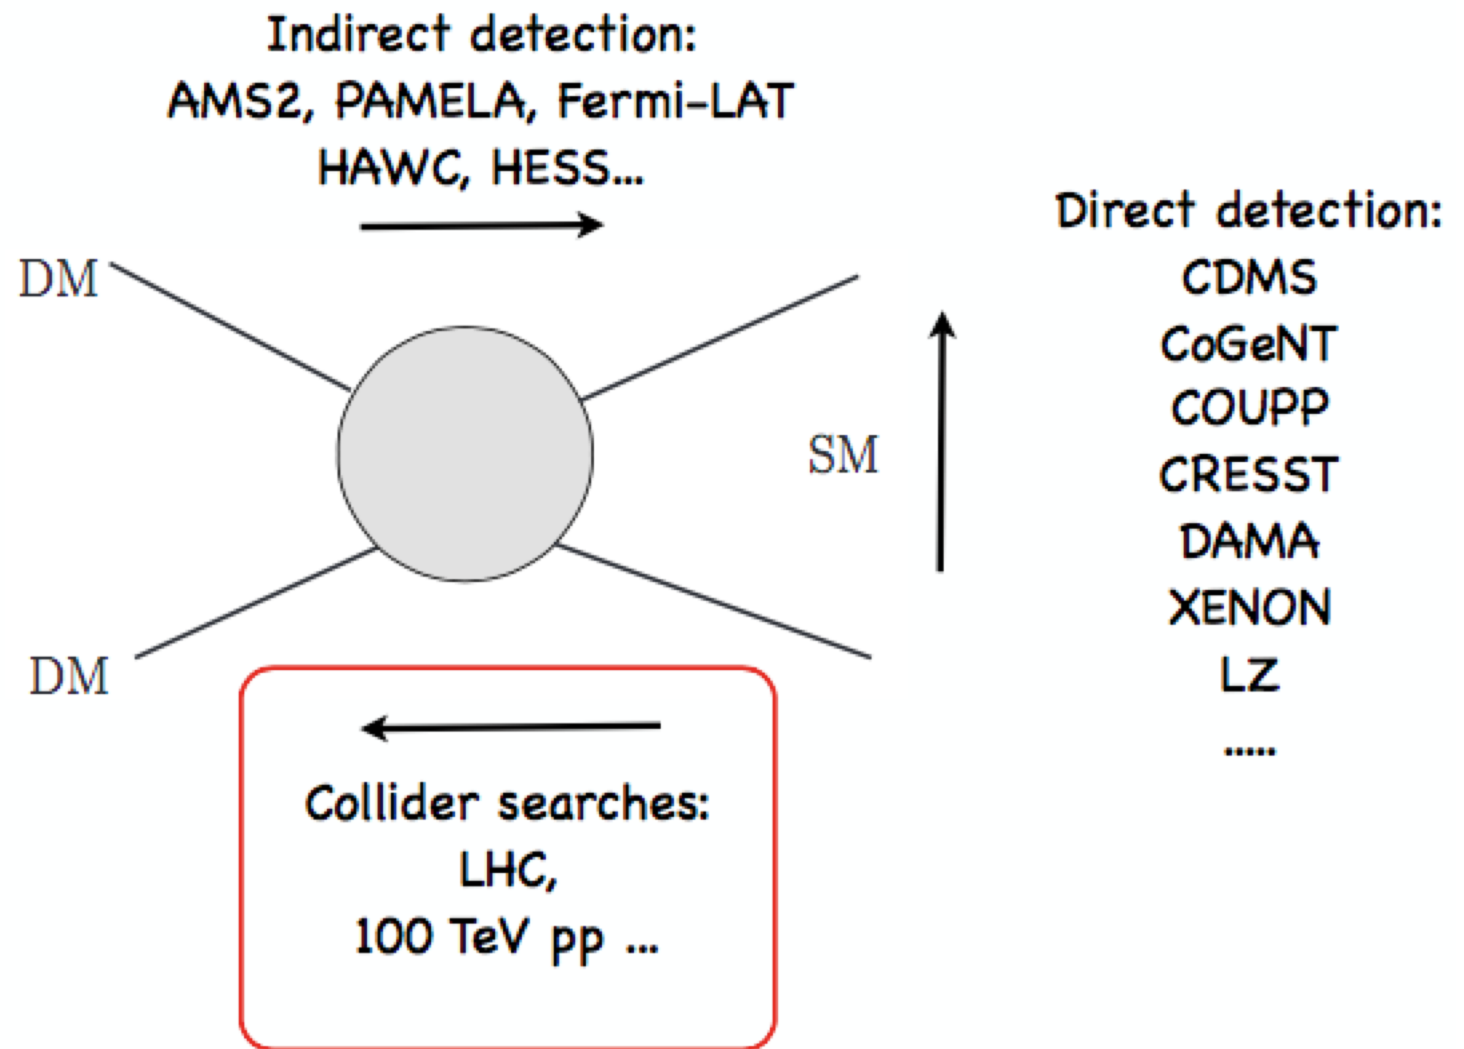 Indirect detection:
AMS2, PAMELA, Fermi-LAT
HAWC, HESS...
DM
DM
SM
Direct detection:
CDMS
CoGeNT
COUPP
CRESST
DAMA
XENON
LZ
.....
Collider searches:
LHC,
100 TeV pp ...